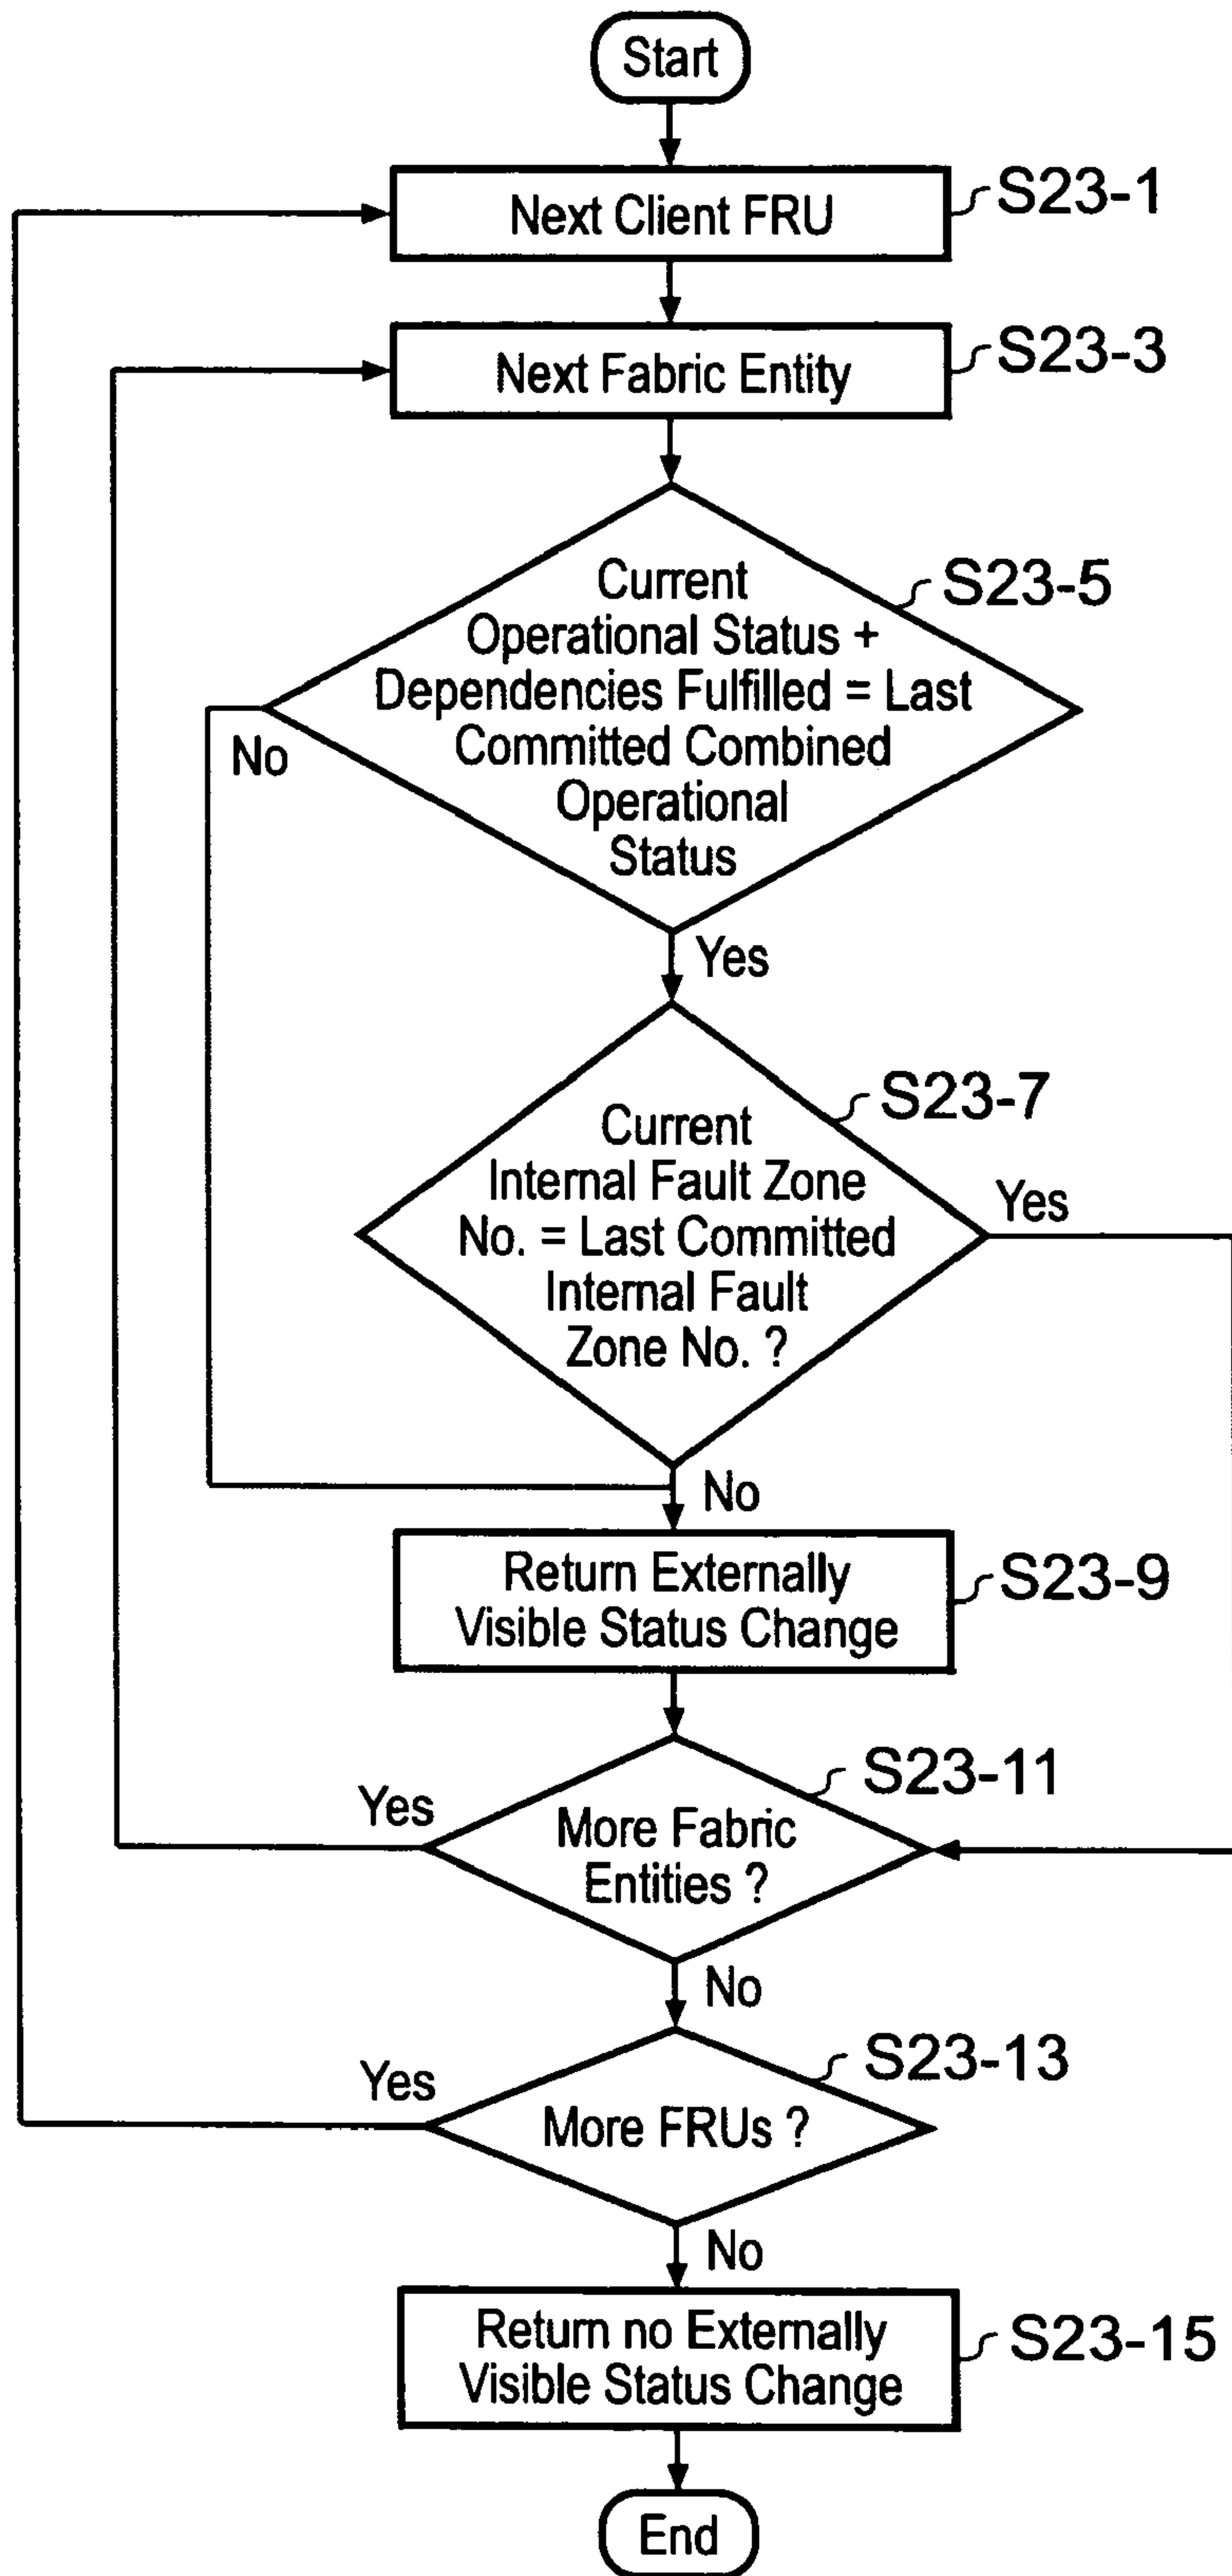 Start
Next Client FRU
S23-1
Next Fabric Entity
S23-3
Current
Operational Status +
Dependencies Fulfilled = Last
Committed Combined
Operational
Status
S23-5
No
Yes
Current
Internal Fault Zone
No. = Last Committed
Internal Fault
Zone No. ?
S23-7
Yes
No
Return Externally
Visible Status Change
S23-9
More Fabric
Entities ?
S23-11
Yes
No
More FRUs ?
S23-13
Yes
No
Return no Externally
Visible Status Change
S23-15
End